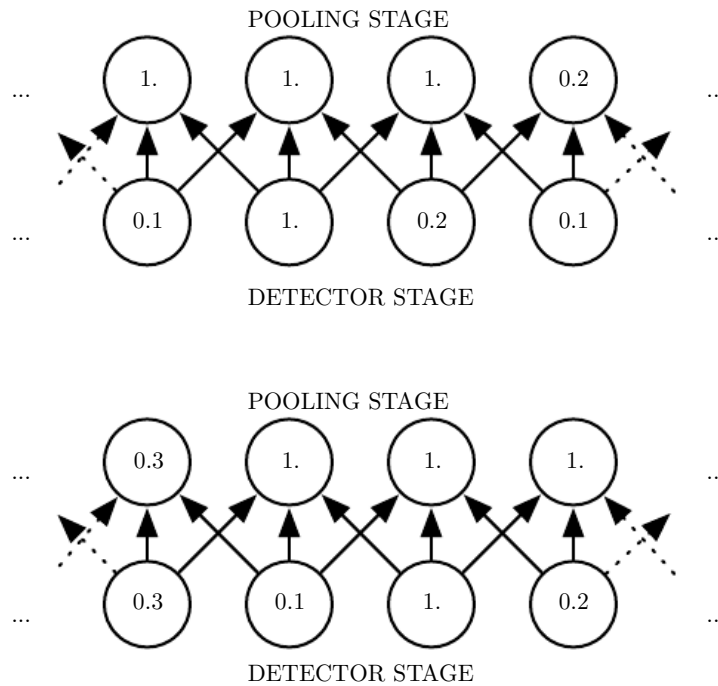 POOLING STAGE
... 1. 1. 1. 0.2 ..
... 0.1 1. 0.2 0.1 ..
DETECTOR STAGE
POOLING STAGE
... 0.3 1. 1. 1. ..
... 0.3 0.1 1. 0.2 ..
DETECTOR STAGE